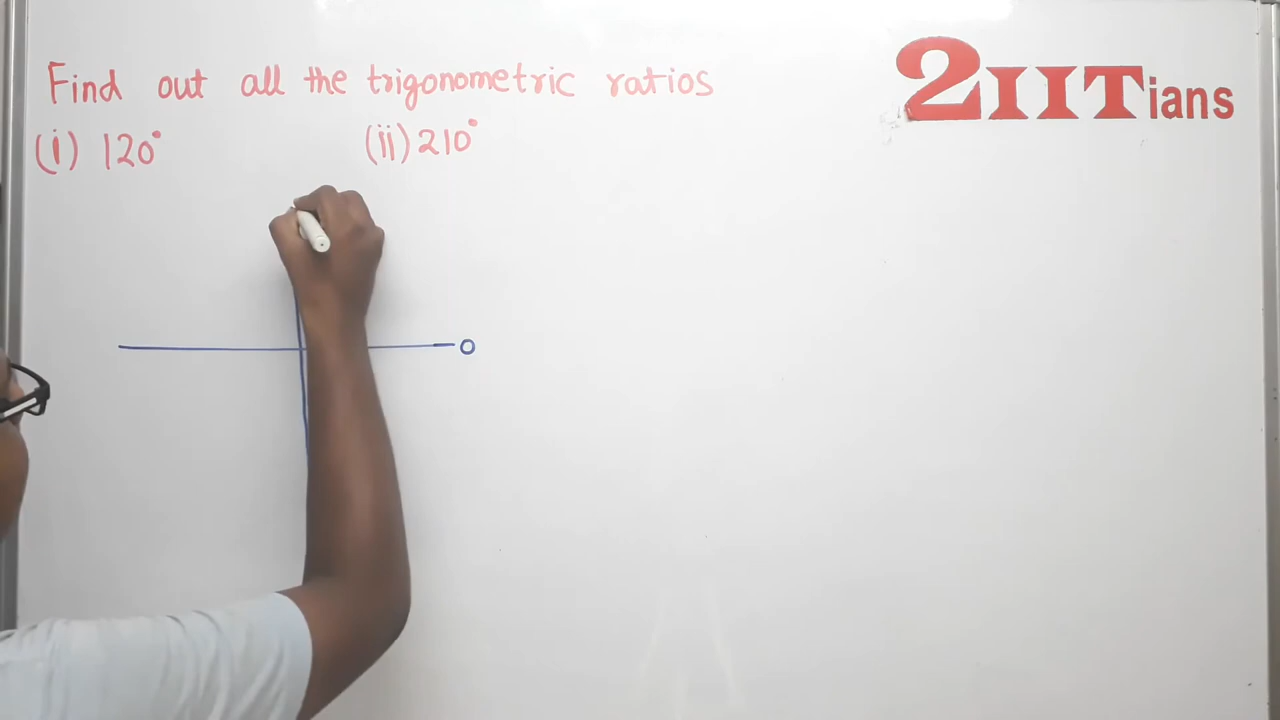 Find out all the trigonometric ratios
(i) 120° (ii) 210°
2IITians
0